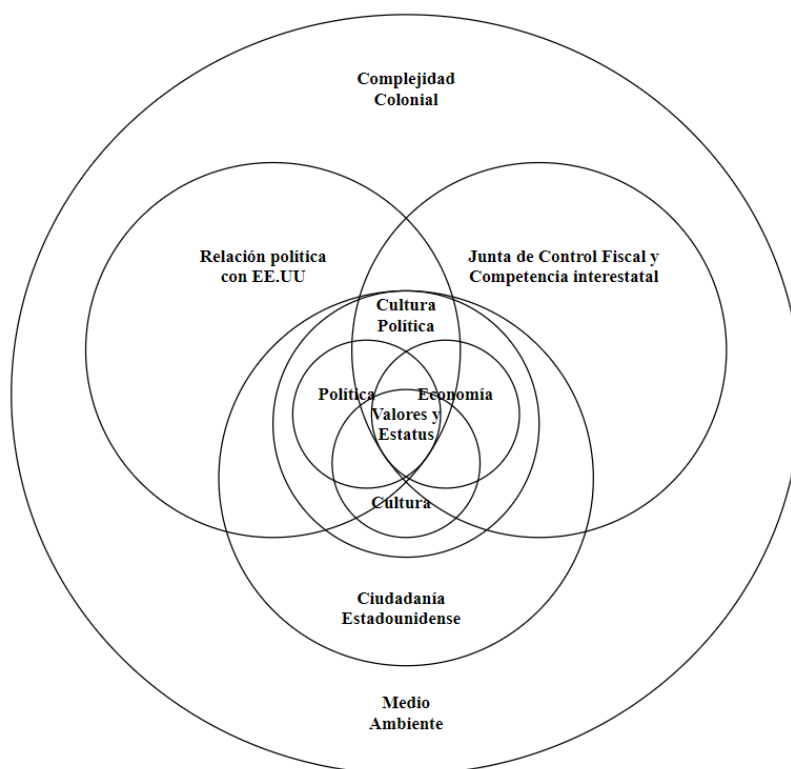 Complejidad
Colonial
Relación política
con EE.UU
Junta de Control Fiscal y
Competencia interestatal
Cultura
Política
Política
Economía
Valores y
Estatus
Cultura
Ciudadanía
Estadounidense
Medio
Ambiente